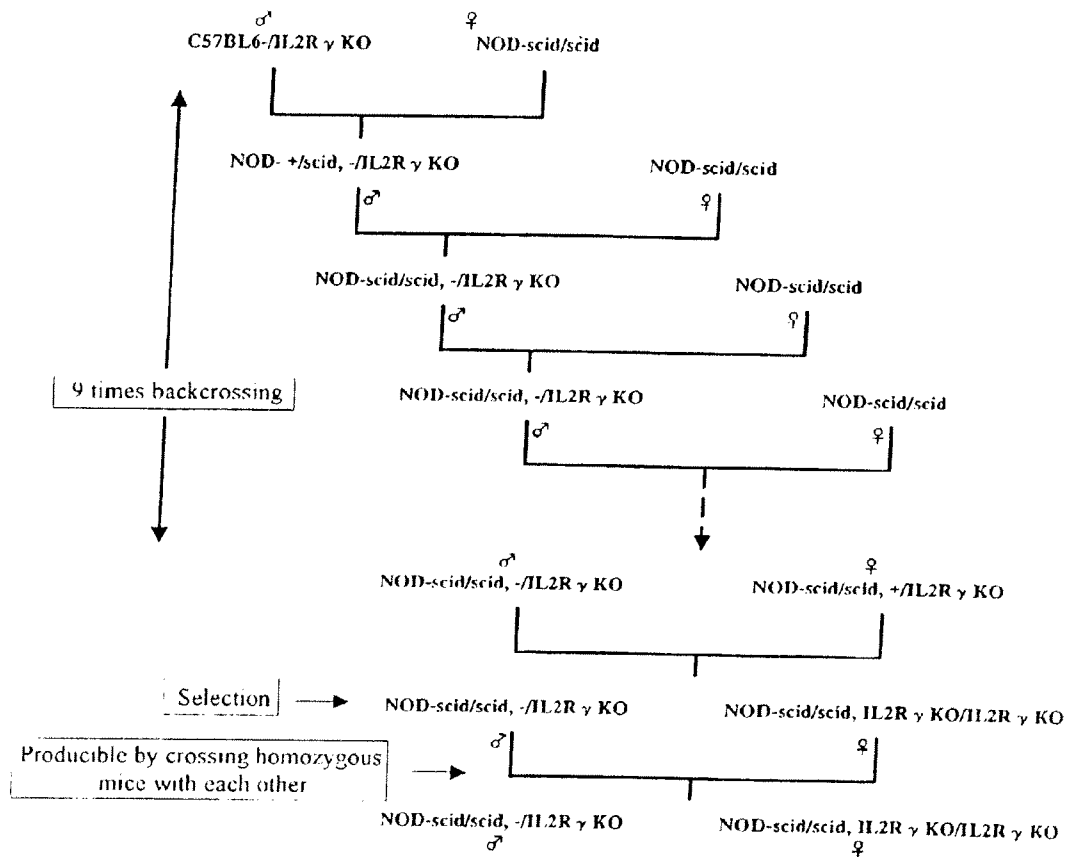 ♂ ♀
C57BL6-/IL2R γ KO NOD-scid/scid
NOD- +/scid, -/IL2R γ KO NOD-scid/scid
♂ ♀
NOD-scid/scid, -/IL2R γ KO NOD-scid/scid
♂ ♀
9 times backcrossing
NOD-scid/scid, -/IL2R γ KO NOD-scid/scid
♂ ♀
♂ ♀
NOD-scid/scid, -/IL2R γ KO NOD-scid/scid, +/IL2R γ KO
Selection
NOD-scid/scid, -/IL2R γ KO NOD-scid/scid, IL2R γ KO/IL2R γ KO
♂ ♀
Producible by crossing homozygous
mice with each other
NOD-scid/scid, -/IL2R γ KO NOD-scid/scid, IL2R γ KO/IL2R γ KO
♂ ♀